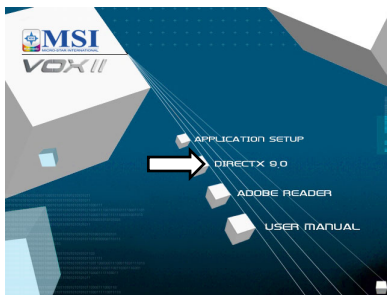 MSI
MICRO-STAR INTERNATIONAL
VOX II
APPLICATION SETUP
DIRECTX 9.0
ADOBE READER
USER MANUAL